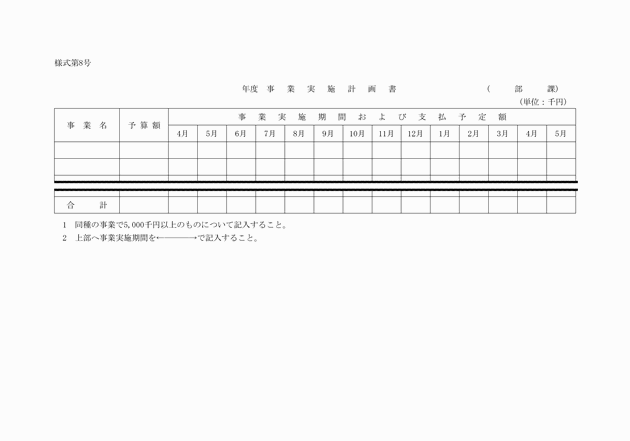 様式第8号
年度 事業実施計画書 ( 部 課)
(単位：千円)
事業名 予算額 事業実施期間および支払予定額
4月 5月 6月 7月 8月 9月 10月 11月 12月 1月 2月 3月 4月 5月
合計
1 同種の事業で5,000千円以上のものについて記入すること。
2 上部へ事業実施期間を←――――→で記入すること。